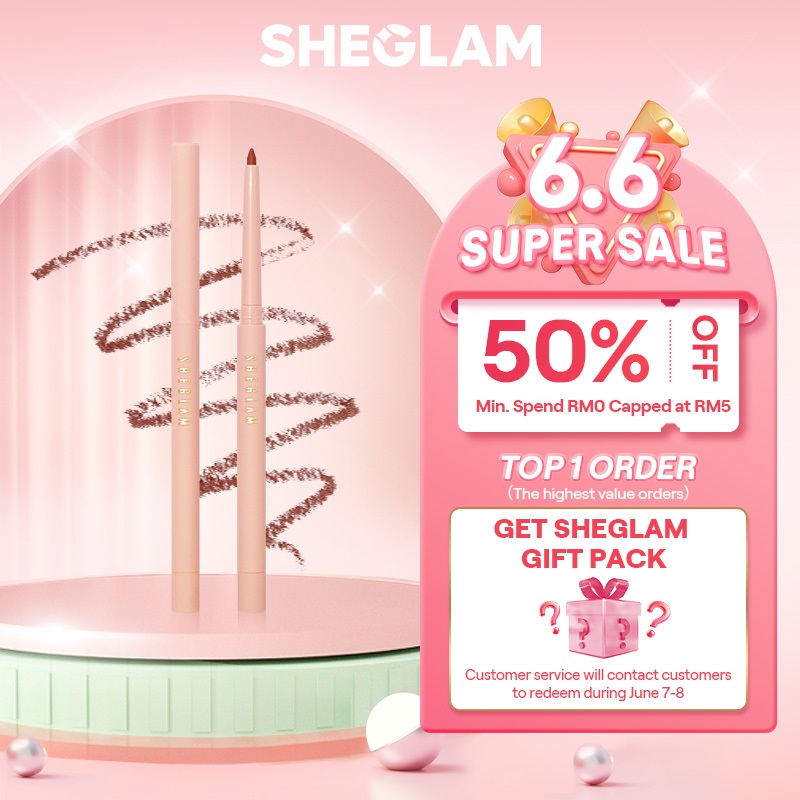 SHEGLAM
SHEGLAM
SHEGLAM
6.6
SUPER SALE
50% OFF
Min. Spend RM0 Capped at RM5
TOP 1 ORDER
(The highest value orders)
GET SHEGLAM
GIFT PACK
? ? ? ?
Customer service will contact customers
to redeem during June 7-8